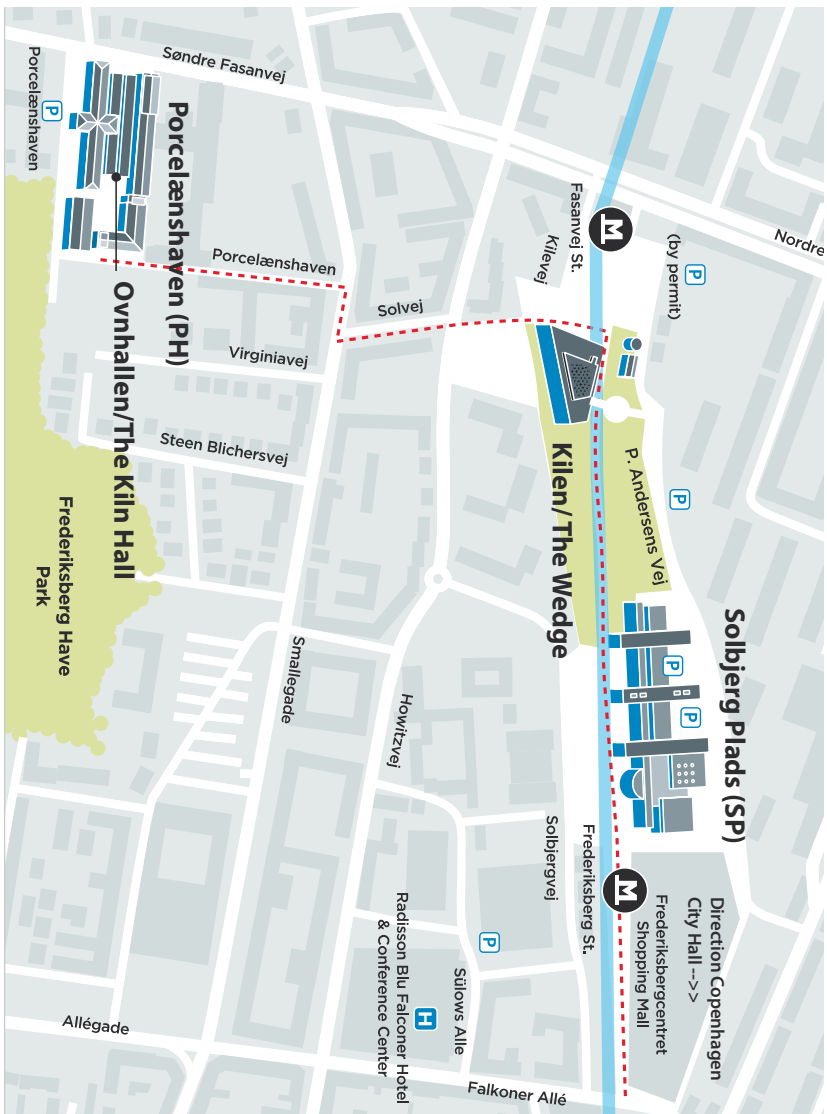 Søndre Fasanvej
Porcelænshaven
P
Porcelænshaven (PH)
Ovnhallen/The Kiln Hall
Porcelænshaven
Solvej
Virginiavej
Steen Blichersvej
Frederiksberg Have
Park
Smallegade
Howitzvej
Allégade
Fasanvej St.
Kilevej
M
P
(by permit)
Nordre
Kilen/ The Wedge
P. Andersens Vej
P
Solbjerg Plads (SP)
P
P
Solbjergvej
Frederiksberg St.
M
Direction Copenhagen
City Hall -->>
Frederiksbergcentret
Shopping Mall
P
Sülows Alle
H
Radisson Blu Falconer Hotel
& Conference Center
Falkoner Allé